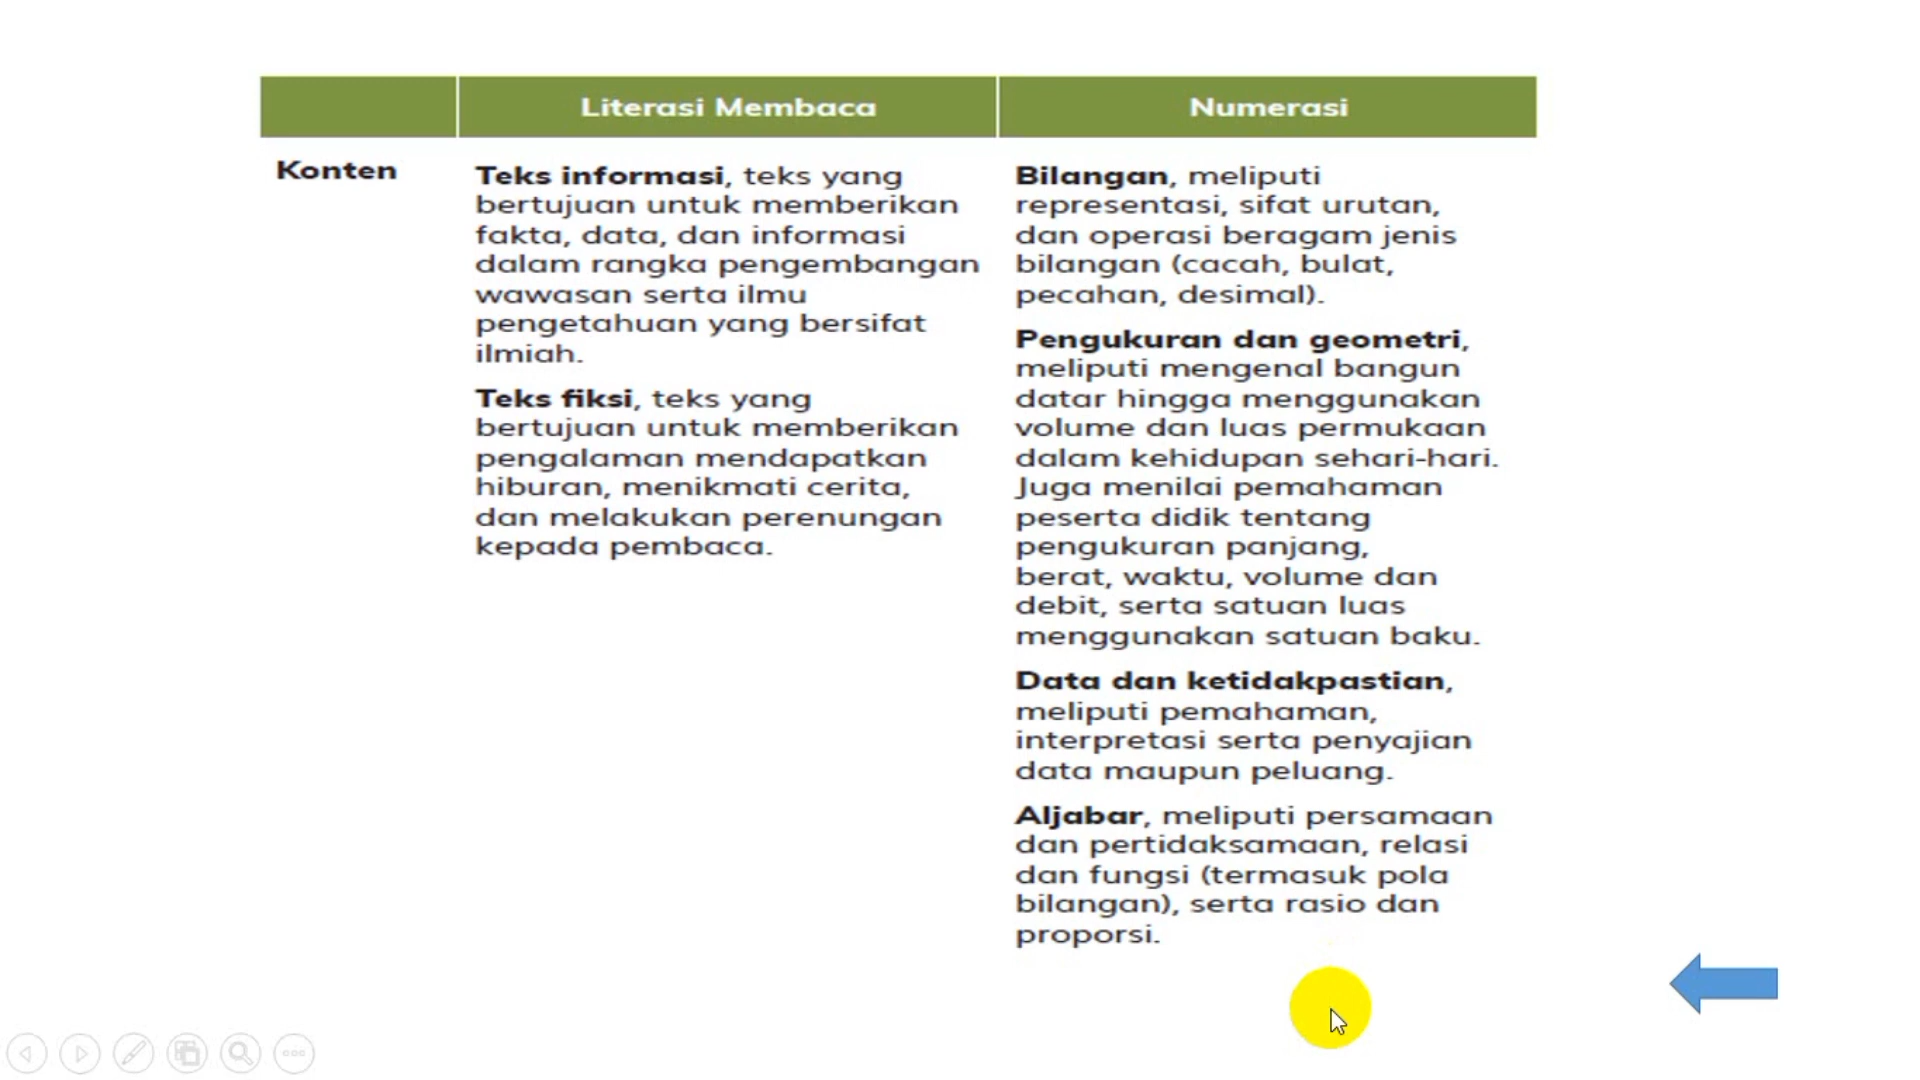 Literasi Membaca
Numerasi
Konten
Teks informasi, teks yang
bertujuan untuk memberikan
fakta, data, dan informasi
dalam rangka pengembangan
wawasan serta ilmu
pengetahuan yang bersifat
ilmiah.
Teks fiksi, teks yang
bertujuan untuk memberikan
pengalaman mendapatkan
hiburan, menikmati cerita,
dan melakukan perenungan
kepada pembaca.
Bilangan, meliputi
representasi, sifat urutan,
dan operasi beragam jenis
bilangan (cacah, bulat,
pecahan, desimal).
Pengukuran dan geometri,
meliputi mengenal bangun
datar hingga menggunakan
volume dan luas permukaan
dalam kehidupan sehari-hari.
Juga menilai pemahaman
peserta didik tentang
pengukuran panjang,
berat, waktu, volume dan
debit, serta satuan luas
menggunakan satuan baku.
Data dan ketidakpastian,
meliputi pemahaman,
interpretasi serta penyajian
data maupun peluang.
Aljabar, meliputi persamaan
dan pertidaksamaan, relasi
dan fungsi (termasuk pola
bilangan), serta rasio dan
proporsi.